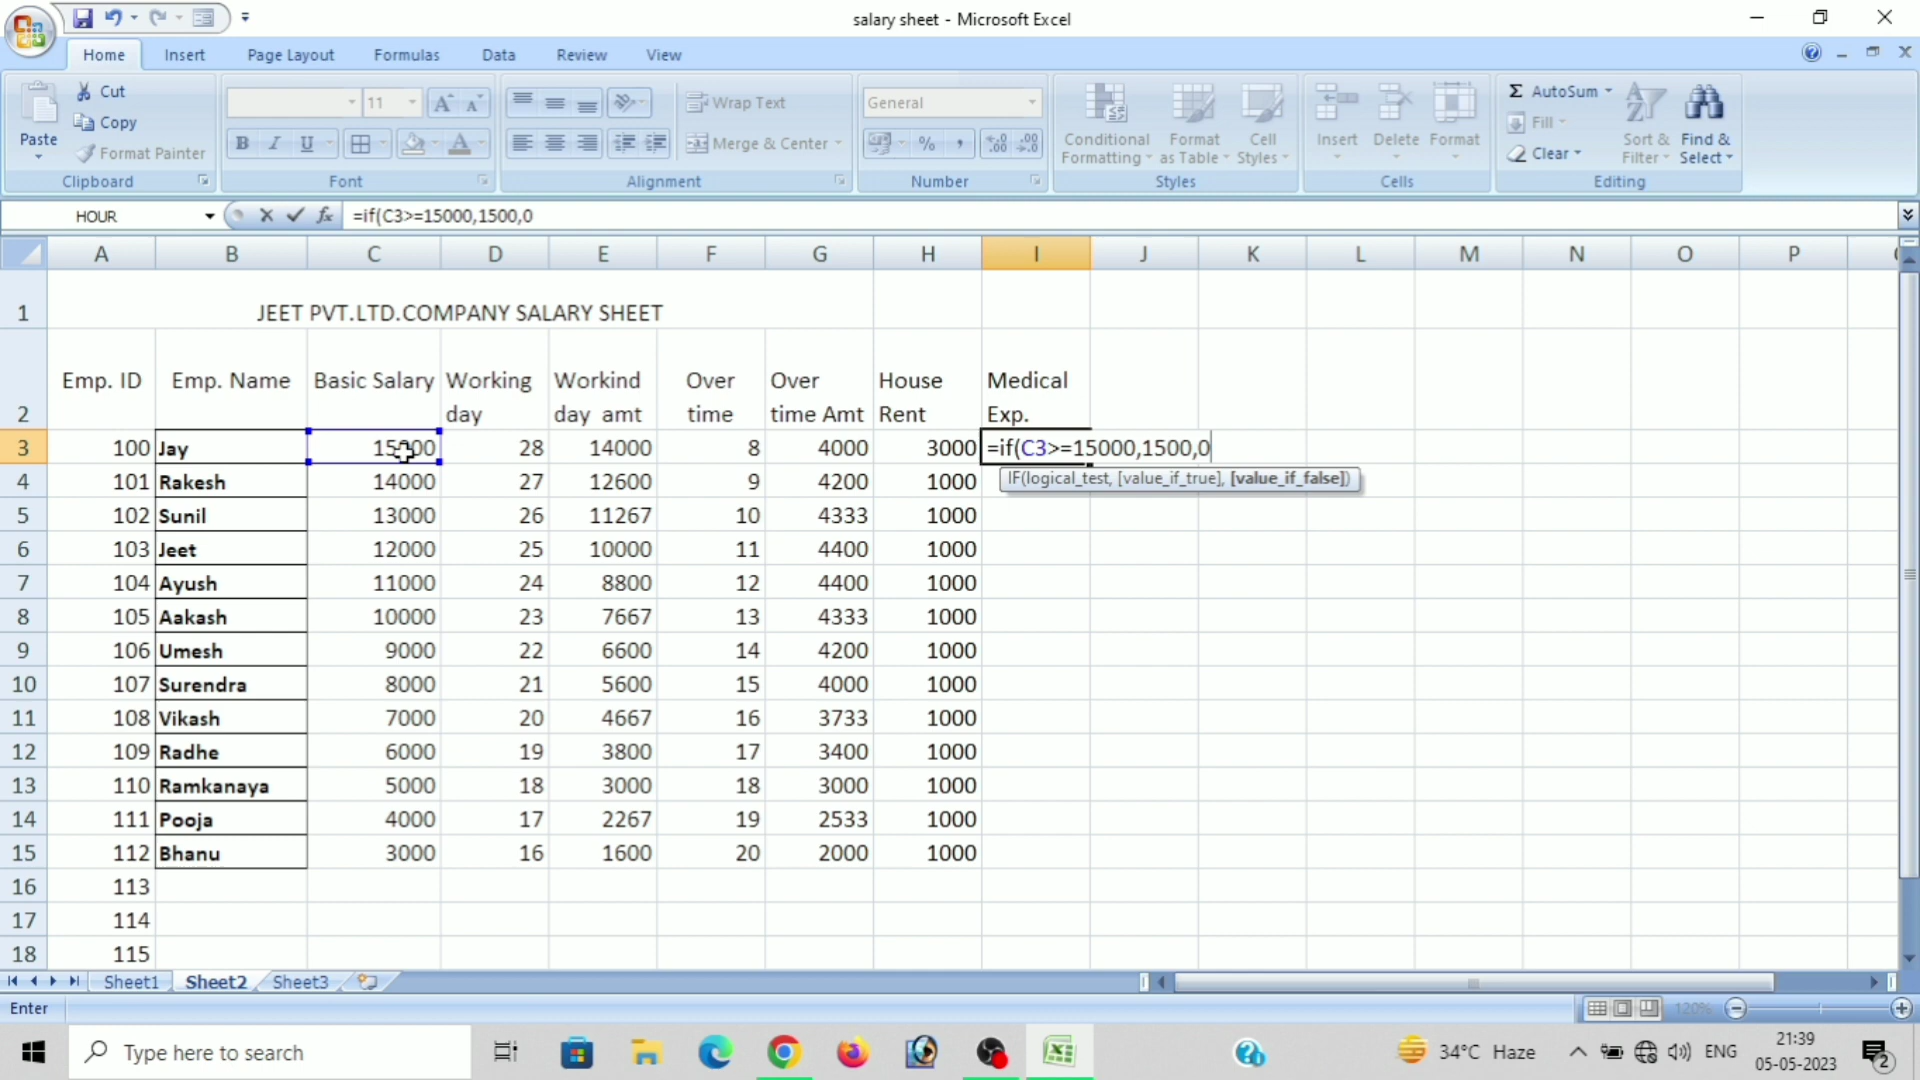 salary sheet - Microsoft Excel
Home Insert Page Layout Formulas Data Review View
Paste
Cut
Copy
Format Painter
Clipboard
11
Font
Wrap Text
Merge & Center
Alignment
General
Number
Conditional Formatting
Format as Table
Cell Styles
Styles
Insert
Delete
Format
Cells
AutoSum
Fill
Clear
Sort & Filter
Find & Select
Editing
HOUR =if(C3>=15000,1500,0
A B C D E F G H I J K L M N O P
1 JEET PVT.LTD.COMPANY SALARY SHEET
2 Emp. ID Emp. Name Basic Salary Working day Workind day amt Over time Over time Amt House Rent Medical Exp.
3 100 Jay 15000 28 14000 8 4000 3000 =if(C3>=15000,1500,0
IF(logical_test, [value_if_true], [value_if_false])
4 101 Rakesh 14000 27 12600 9 4200 1000
5 102 Sunil 13000 26 11267 10 4333 1000
6 103 Jeet 12000 25 10000 11 4400 1000
7 104 Ayush 11000 24 8800 12 4400 1000
8 105 Aakash 10000 23 7667 13 4333 1000
9 106 Umesh 9000 22 6600 14 4200 1000
10 107 Surendra 8000 21 5600 15 4000 1000
11 108 Vikash 7000 20 4667 16 3733 1000
12 109 Radhe 6000 19 3800 17 3400 1000
13 110 Ramkanaya 5000 18 3000 18 3000 1000
14 111 Pooja 4000 17 2267 19 2533 1000
15 112 Bhanu 3000 16 1600 20 2000 1000
16 113
17 114
18 115
Sheet1 Sheet2 Sheet3
Enter 120%
Type here to search
34°C Haze
ENG
21:39
05-05-2023
2